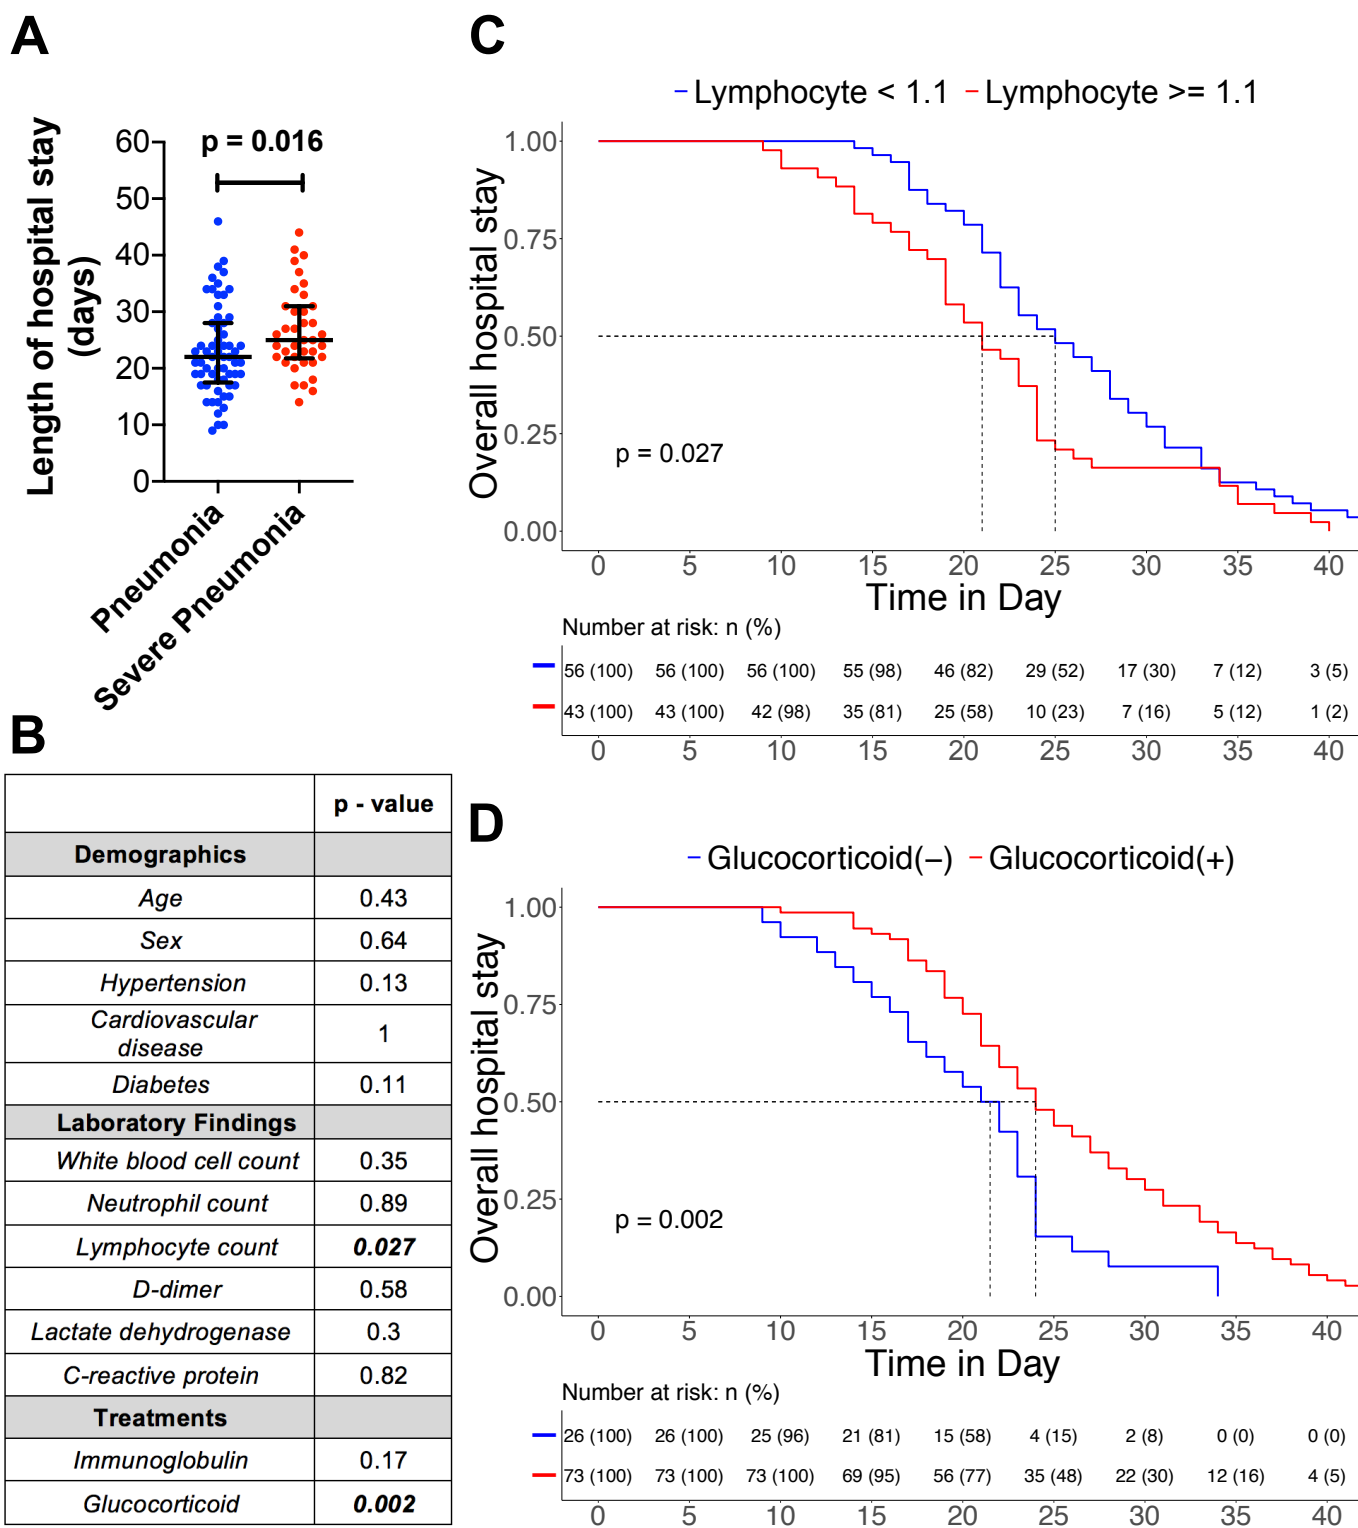 A
Length of hospital stay
(days)
60
50
40
30
20
10
0
p = 0.016
Pneumonia
Severe Pneumonia
B
p - value
Demographics
Age 0.43
Sex 0.64
Hypertension 0.13
Cardiovascular
disease 1
Diabetes 0.11
Laboratory Findings
White blood cell count 0.35
Neutrophil count 0.89
Lymphocyte count 0.027
D-dimer 0.58
Lactate dehydrogenase 0.3
C-reactive protein 0.82
Treatments
Immunoglobulin 0.17
Glucocorticoid 0.002
C
Lymphocyte < 1.1 Lymphocyte >= 1.1
Overall hospital stay
1.00
0.75
0.50
0.25
0.00
p = 0.027
0 5 10 15 20 25 30 35 40
Time in Day
Number at risk: n (%)
56 (100) 56 (100) 56 (100) 55 (98) 46 (82) 29 (52) 17 (30) 7 (12) 3 (5)
43 (100) 43 (100) 42 (98) 35 (81) 25 (58) 10 (23) 7 (16) 5 (12) 1 (2)
0 5 10 15 20 25 30 35 40
D
Glucocorticoid(−) Glucocorticoid(+)
Overall hospital stay
1.00
0.75
0.50
0.25
0.00
p = 0.002
0 5 10 15 20 25 30 35 40
Time in Day
Number at risk: n (%)
26 (100) 26 (100) 25 (96) 21 (81) 15 (58) 4 (15) 2 (8) 0 (0) 0 (0)
73 (100) 73 (100) 73 (100) 69 (95) 56 (77) 35 (48) 22 (30) 12 (16) 4 (5)
0 5 10 15 20 25 30 35 40